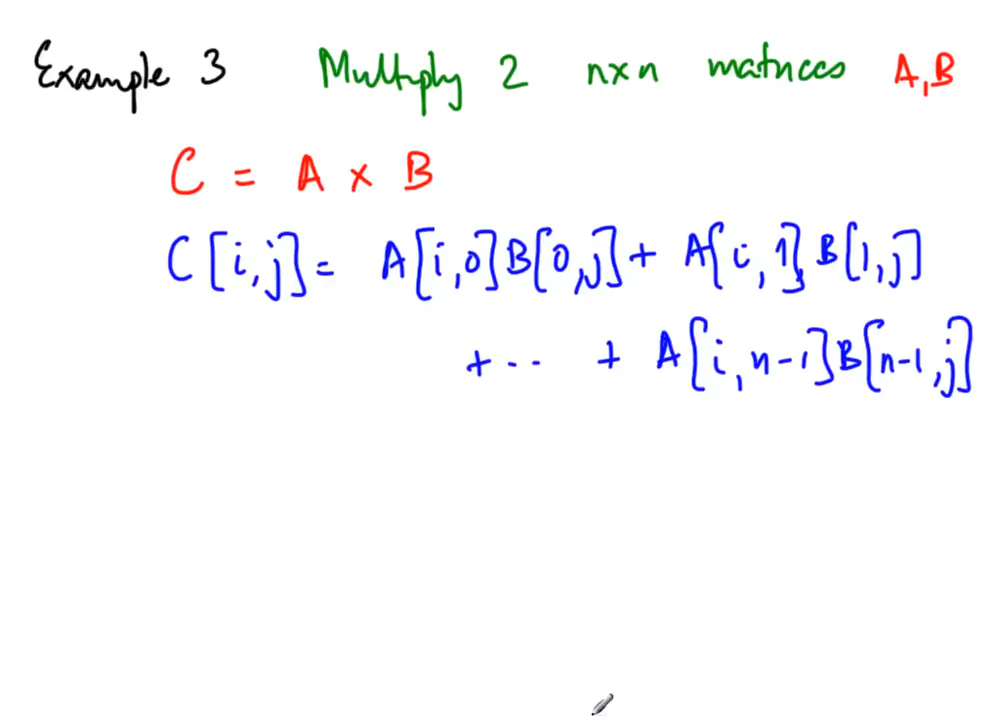 Example 3 Multiply 2 nxn matrices A,B
C = A x B
C[i,j] = A[i,0]B[0,j] + A[i,1]B[1,j]
+ .. + A[i,n-1]B[n-1,j]